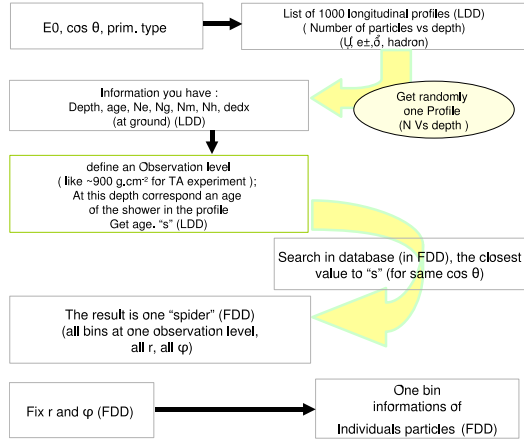 E0, cos θ, prim. type
List of 1000 longitudinal profiles (LDD)
( Number of particles vs depth)
e±, hadron)
Get randomly
one Profile
(N Vs depth )
Information you have :
Depth, age, Ne, Ng, Nm, Nh, dedx
(at ground) (LDD)
define an Observation level
( like ~900 g.cm⁻² for TA experiment );
At this depth correspond an age
of the shower in the profile
Get age. “s” (LDD)
Search in database (in FDD), the closest
value to “s” (for same cos θ)
The result is one “spider” (FDD)
(all bins at one observation level,
all r, all φ)
Fix r and φ (FDD)
One bin
informations of
Individuals particles (FDD)